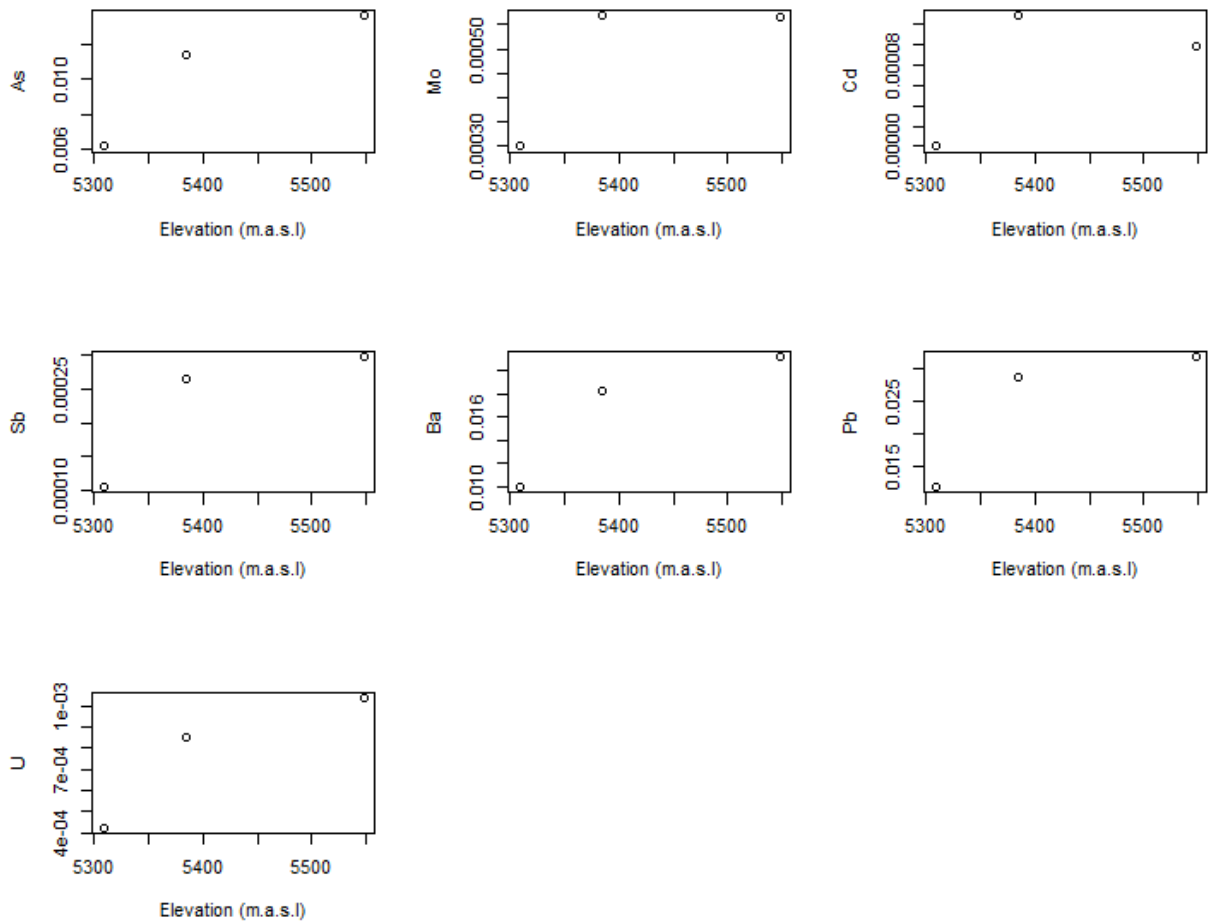 As
0.010
0.006
5300 5400 5500
Elevation (m.a.s.l)
Mo
0.00050
0.00030
5300 5400 5500
Elevation (m.a.s.l)
Cd
0.00008
0.00000
5300 5400 5500
Elevation (m.a.s.l)
Sb
0.00025
0.00010
5300 5400 5500
Elevation (m.a.s.l)
Ba
0.016
0.010
5300 5400 5500
Elevation (m.a.s.l)
Pb
0.025
0.015
5300 5400 5500
Elevation (m.a.s.l)
U
1e-03
7e-04
4e-04
5300 5400 5500
Elevation (m.a.s.l)